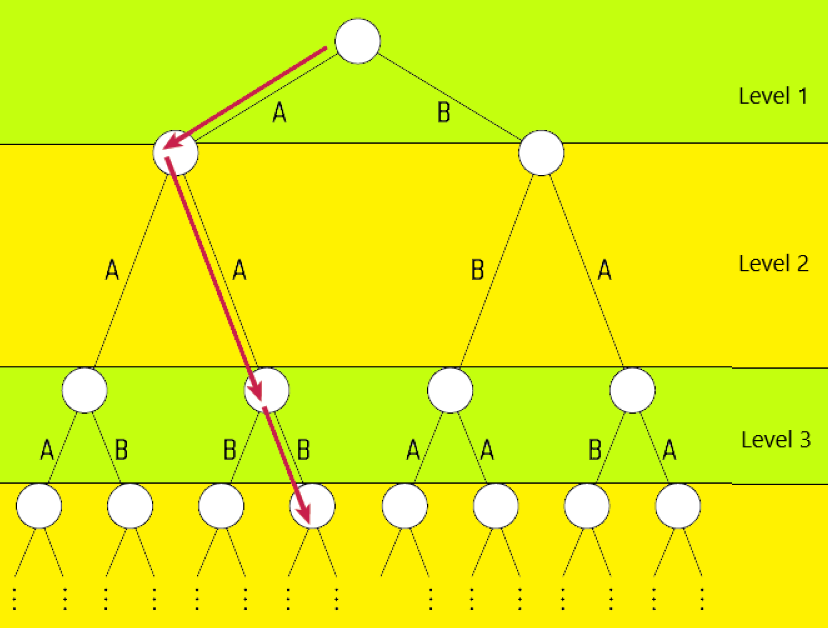 Level 1
A B
Level 2
A A B A
Level 3
A B B B A A B A